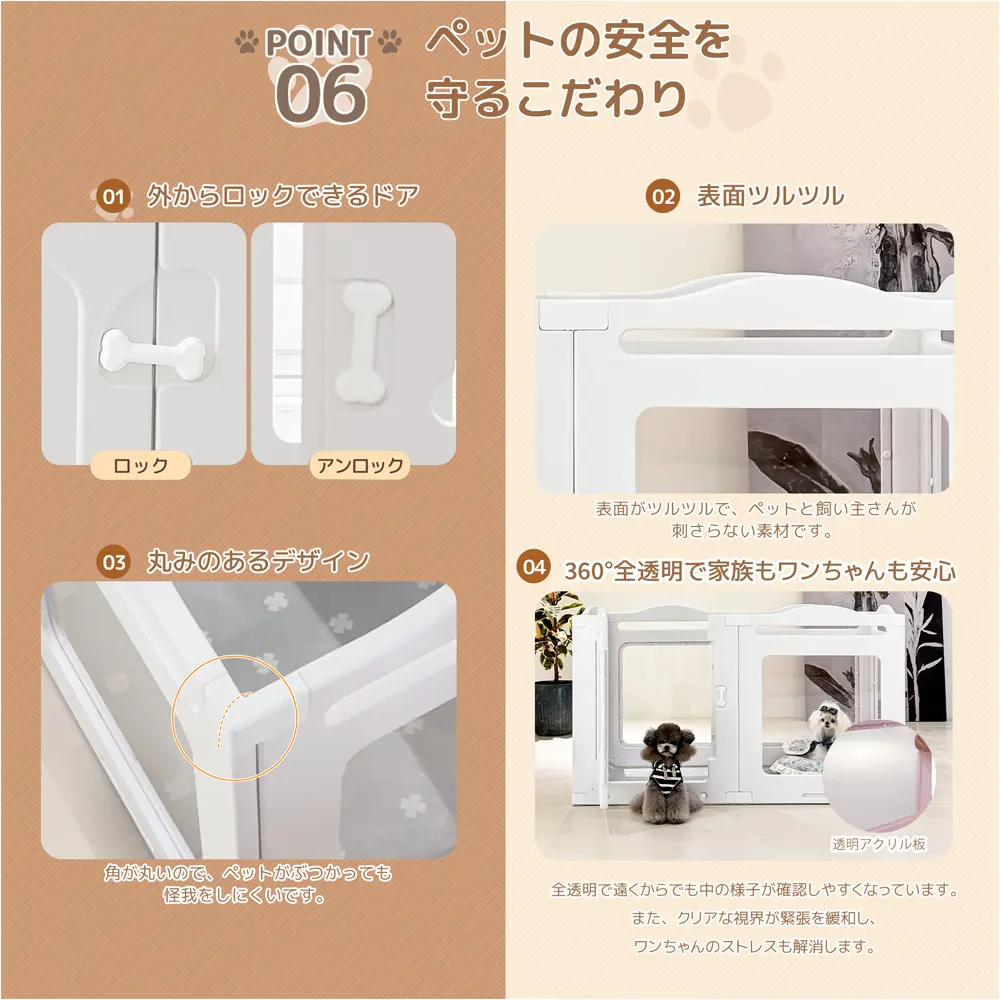 POINT
06
ペットの安全を
守るこだわり
01 外からロックできるドア
ロック
アンロック
02 表面ツルツル
表面がツルツルで、ペットと飼い主さんが
刺さらない素材です。
03 丸みのあるデザイン
角が丸いので、ペットがぶつかっても
怪我をしにくいです。
04 360°全透明で家族もワンちゃんも安心
透明アクリル板
全透明で遠くからでも中の様子が確認しやすくなっています。
また、クリアな視界が緊張を緩和し、
ワンちゃんのストレスも解消します。